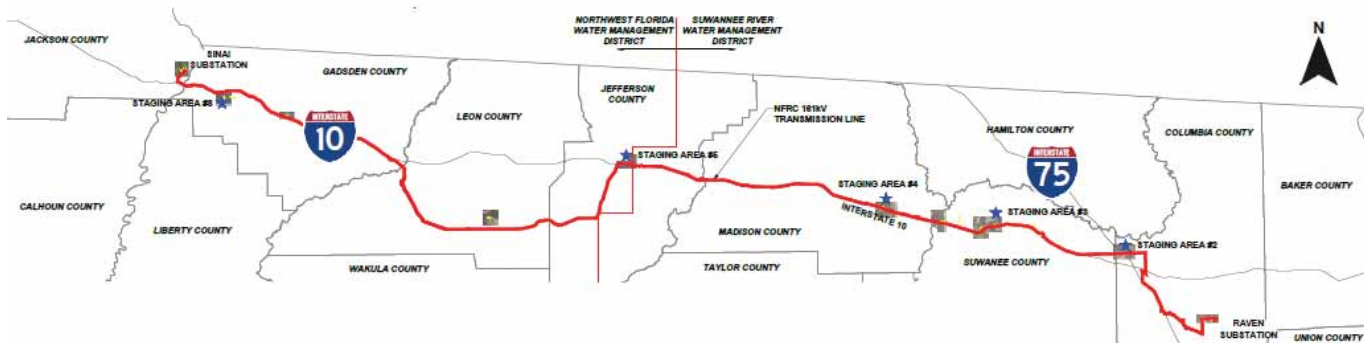 NORTHWEST FLORIDA
WATER MANAGEMENT
DISTRICT
SUWANNEE RIVER
WATER MANAGEMENT
DISTRICT
N
JACKSON COUNTY
SINAI
SUBSTATION
GADSDEN COUNTY
JEFFERSON
COUNTY
STAGING AREA #8
INTERSTATE
10
LEON COUNTY
NFRC 161kV
TRANSMISSION LINE
HAMILTON COUNTY
COLUMBIA COUNTY
STAGING AREA #5
INTERSTATE
75
BAKER COUNTY
STAGING AREA #4
CALHOUN COUNTY
INTERSTATE 10
STAGING AREA #3
LIBERTY COUNTY
MADISON COUNTY
STAGING AREA #2
WAKULA COUNTY
TAYLOR COUNTY
SUWANEE COUNTY
RAVEN
SUBSTATION
UNION COUNTY